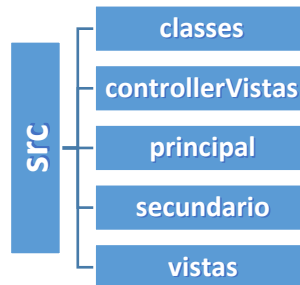 src
classes
controllerVistas
principal
secundario
vistas